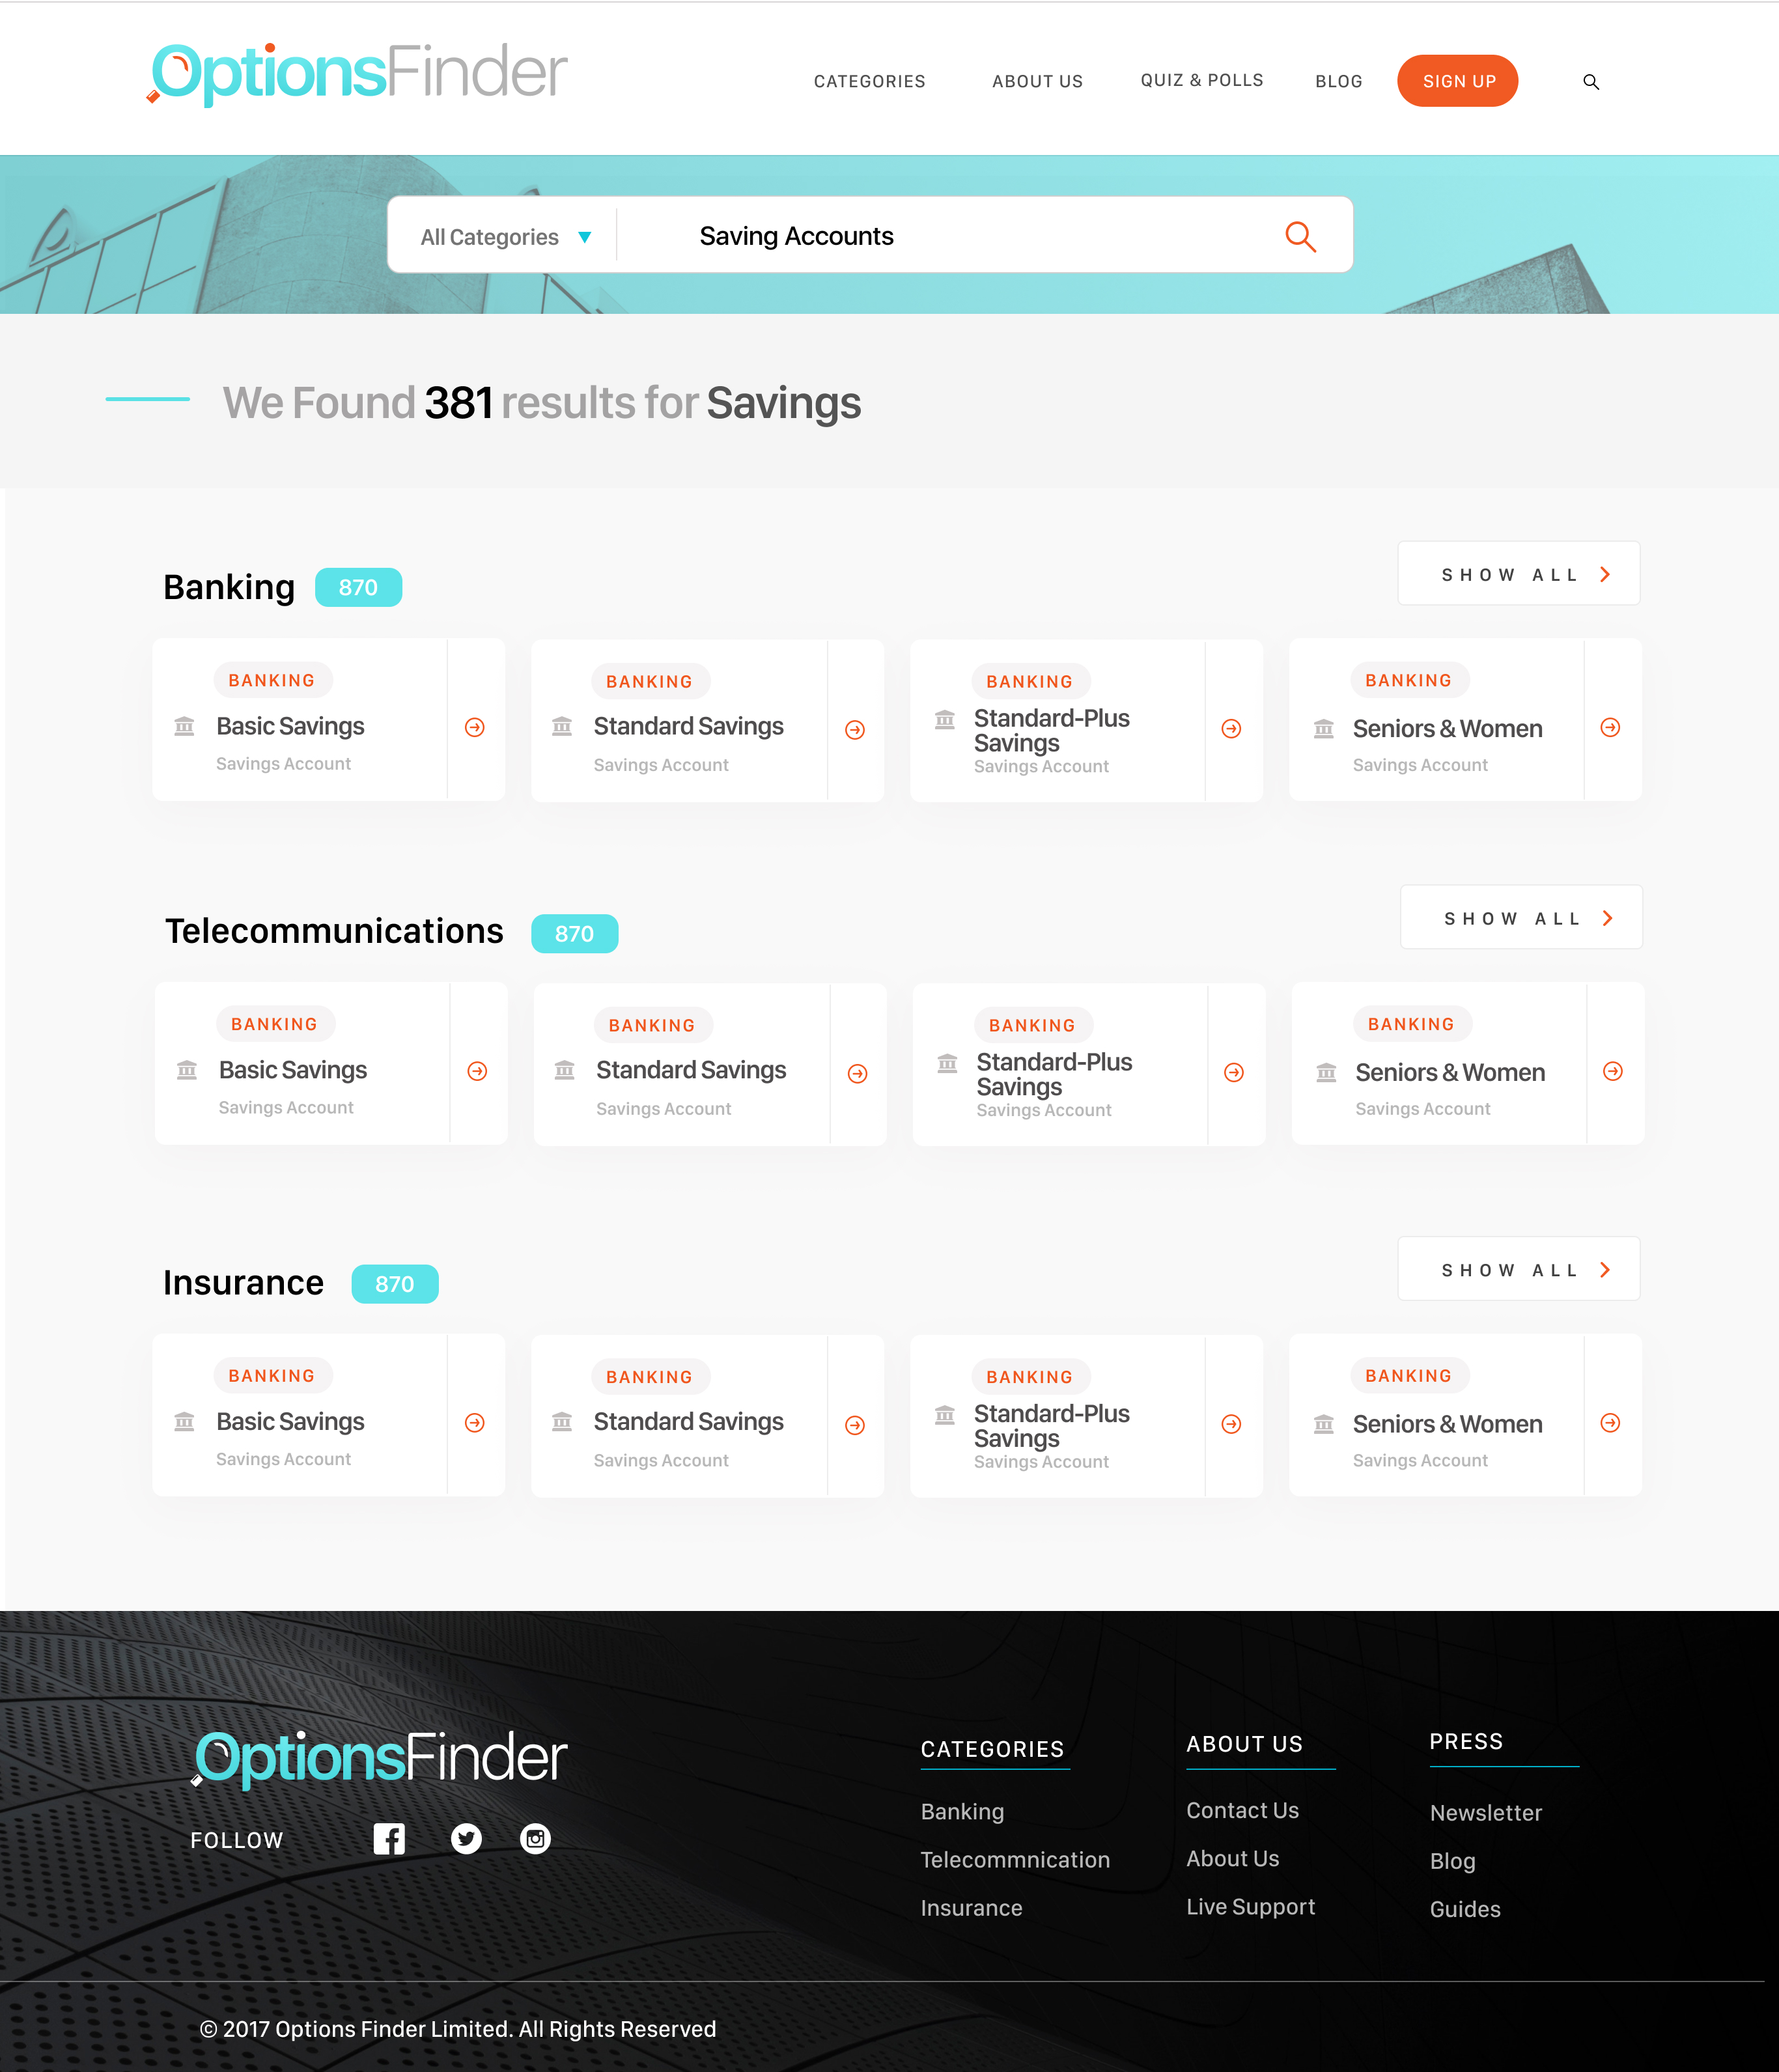 OptionsFinder
CATEGORIES
ABOUT US
QUIZ & POLLS
BLOG
SIGN UP
All Categories
Saving Accounts
We Found 381 results for Savings
Banking
870
SHOW ALL
BANKING
Basic Savings
Savings Account
BANKING
Standard Savings
Savings Account
BANKING
Standard-Plus
Savings
Savings Account
BANKING
Seniors & Women
Savings Account
Telecommunications
870
SHOW ALL
BANKING
Basic Savings
Savings Account
BANKING
Standard Savings
Savings Account
BANKING
Standard-Plus
Savings
Savings Account
BANKING
Seniors & Women
Savings Account
Insurance
870
SHOW ALL
BANKING
Basic Savings
Savings Account
BANKING
Standard Savings
Savings Account
BANKING
Standard-Plus
Savings
Savings Account
BANKING
Seniors & Women
Savings Account
OptionsFinder
FOLLOW
CATEGORIES
Banking
Telecommnication
Insurance
ABOUT US
Contact Us
About Us
Live Support
PRESS
Newsletter
Blog
Guides
© 2017 Options Finder Limited. All Rights Reserved